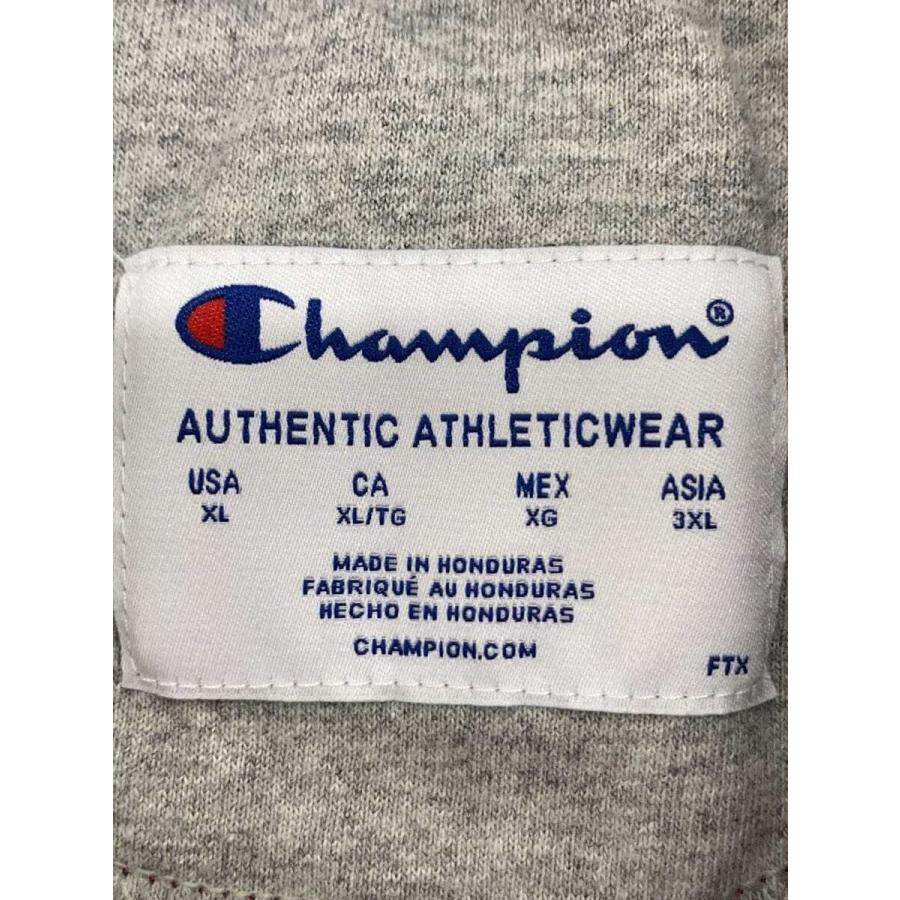 Champion®
AUTHENTIC ATHLETICWEAR
USA CA MEX ASIA
XL XL/TG XG 3XL
MADE IN HONDURAS
FABRIQUÉ AU HONDURAS
HECHO EN HONDURAS
CHAMPION.COM
FTX